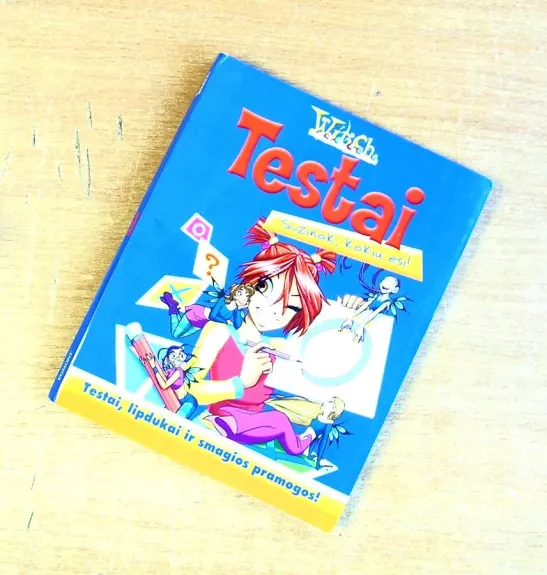 W.i.t.c.h.
Testai
Sužinok, kokia esi!
Q
?
X
Testai, lipdukai ir smagios pramogos!